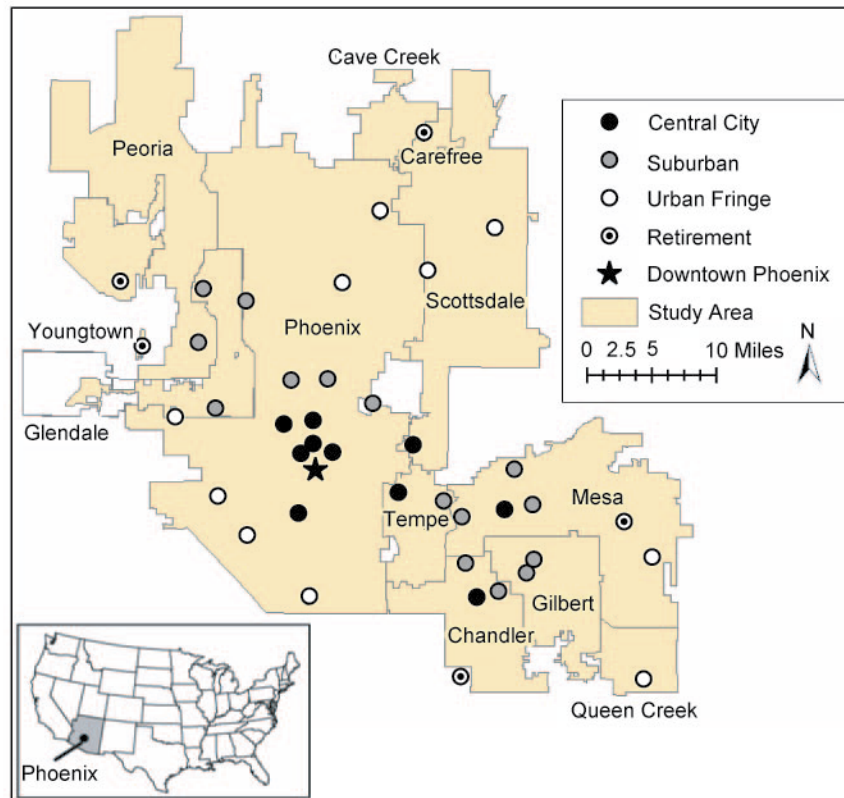 Cave Creek
Peoria
Carefree
Youngtown
Phoenix
Scottsdale
Glendale
Tempe
Mesa
Gilbert
Chandler
Queen Creek
Central City
Suburban
Urban Fringe
Retirement
Downtown Phoenix
Study Area
N
0 2.5 5 10 Miles
Phoenix